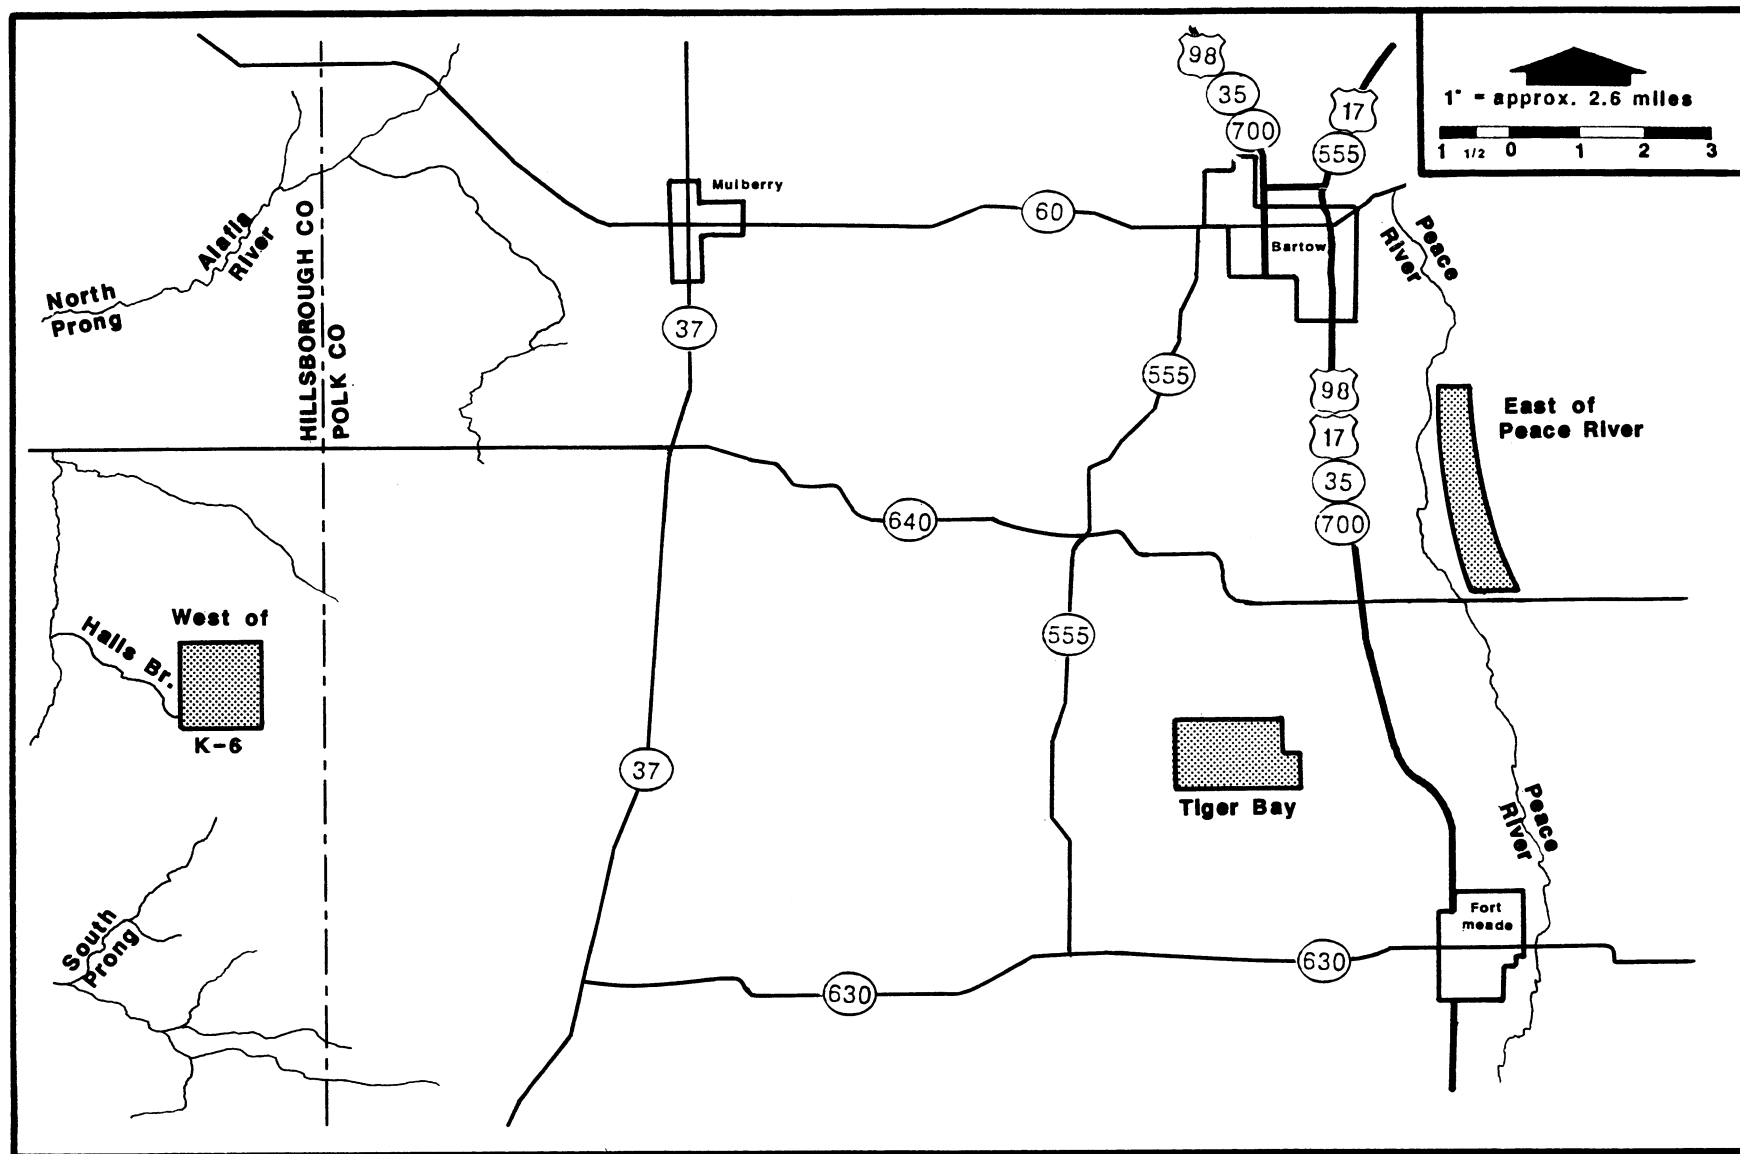 98
35
700
17
555
1" = approx. 2.6 miles
1 1/2 0 1 2 3
Mulberry
60
Bartow
Peace
River
Alafia
River
North
Prong
HILLSBOROUGH CO
POLK CO
37
555
98
17
35
700
East of
Peace River
640
West of
K-6
Halls Br.
555
37
Tiger Bay
Peace
River
South
Prong
Fort
meade
630
630